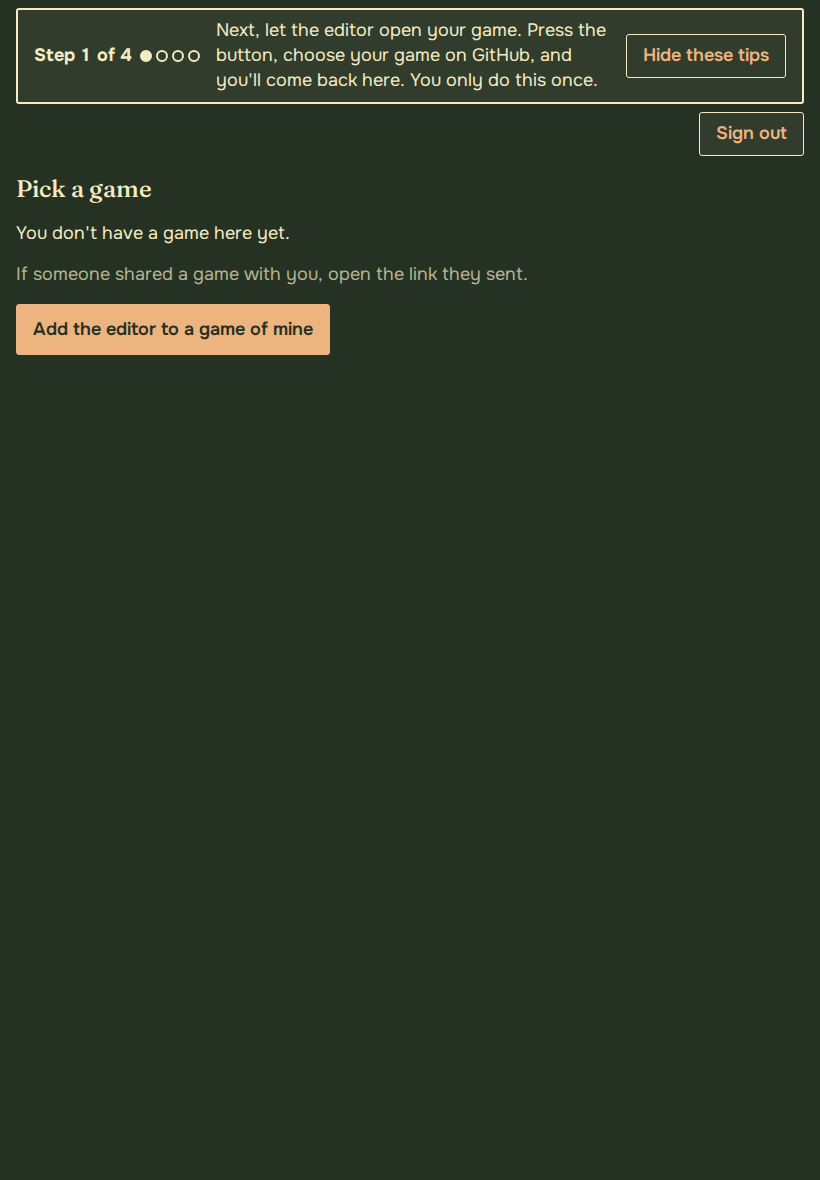 Step 1 of 4
Next, let the editor open your game. Press the
button, choose your game on GitHub, and
you'll come back here. You only do this once.
Hide these tips
Sign out
Pick a game
You don't have a game here yet.
If someone shared a game with you, open the link they sent.
Add the editor to a game of mine